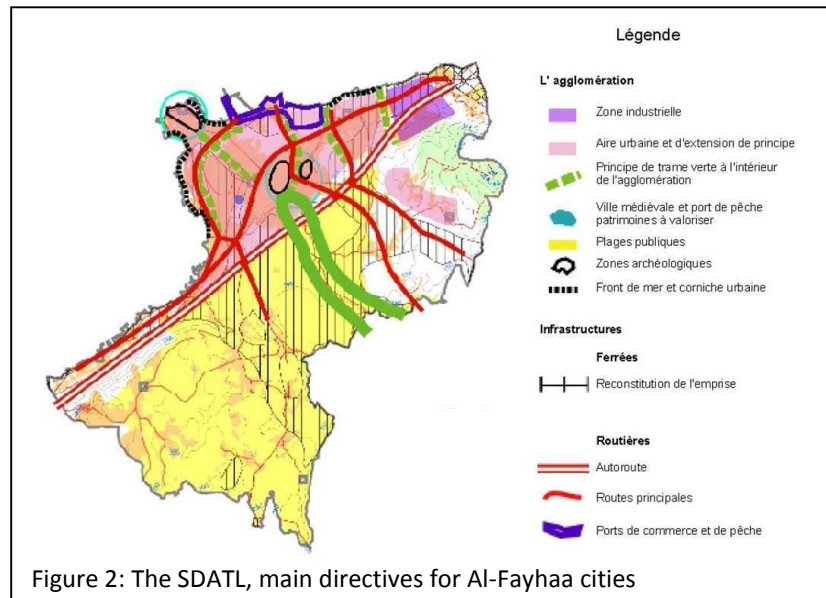 Légende
L' agglomération
Zone industrielle
Aire urbaine et d'extension de principe
Principe de trame verte à l'intérieur
de l'agglomération
Ville médiévale et port de pêche
patrimoines à valoriser
Plages publiques
Zones archéologiques
Front de mer et corniche urbaine
Infrastructures
Ferrées
Reconstitution de l'emprise
Routières
Autoroute
Routes principales
Ports de commerce et de pêche
Figure 2: The SDATL, main directives for Al-Fayhaa cities